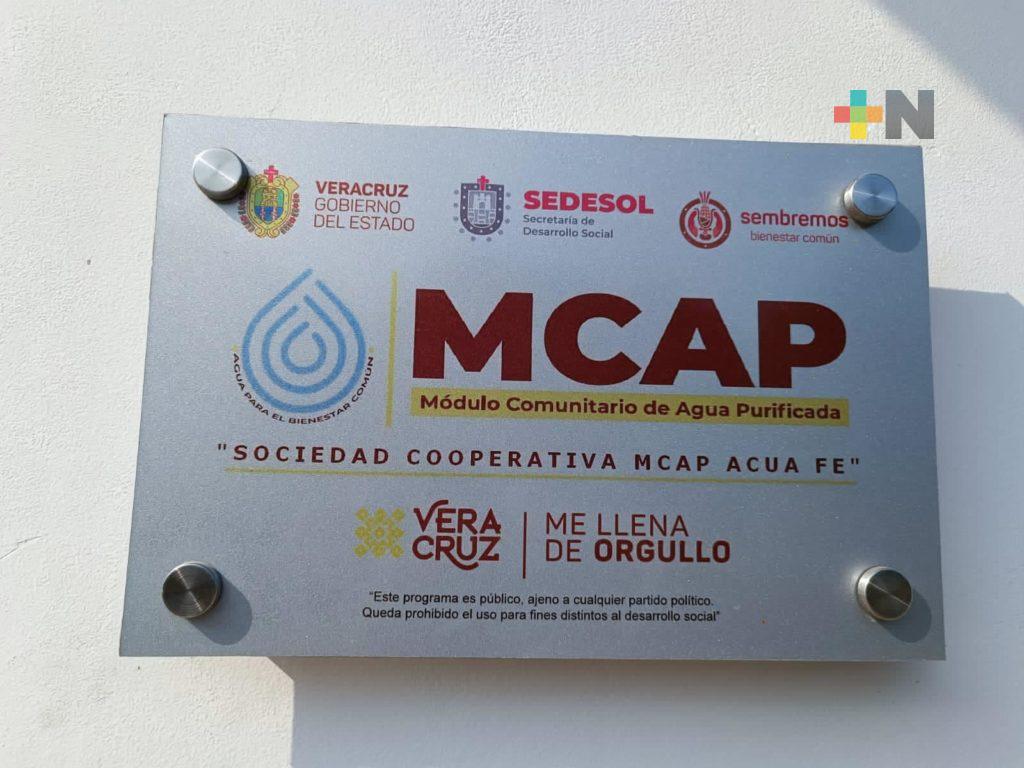 +N
VERACRUZ
GOBIERNO
DEL ESTADO
SEDESOL
Secretaría de
Desarrollo Social
sembremos
bienestar común
AGUA PARA EL BIENESTAR COMÚN
MCAP
Módulo Comunitario de Agua Purificada
"SOCIEDAD COOPERATIVA MCAP ACUA FE"
VERA
CRUZ
ME LLENA
DE ORGULLO
“Este programa es público, ajeno a cualquier partido político.
Queda prohibido el uso para fines distintos al desarrollo social”